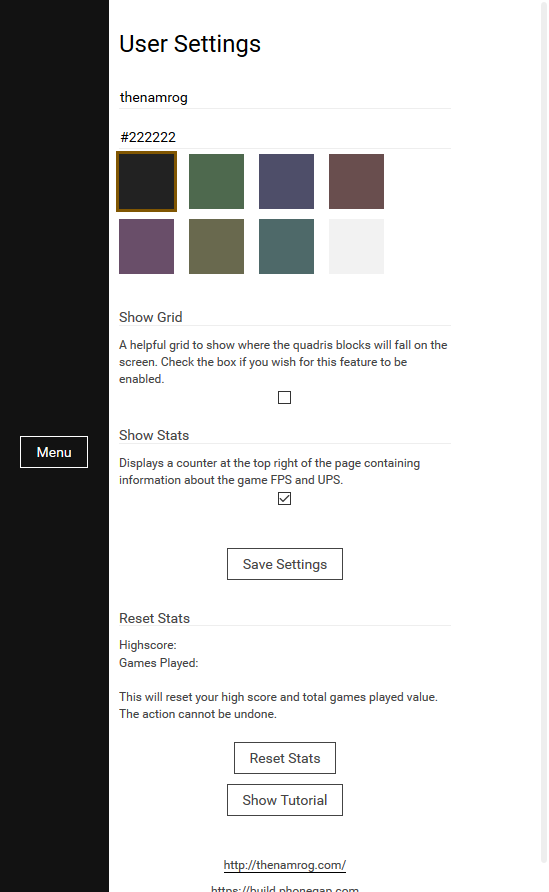 User Settings
thenamrog
#222222
Show Grid
A helpful grid to show where the quadris blocks will fall on the
screen. Check the box if you wish for this feature to be
enabled.
Show Stats
Menu
Displays a counter at the top right of the page containing
information about the game FPS and UPS.
Save Settings
Reset Stats
Highscore:
Games Played:
This will reset your high score and total games played value.
The action cannot be undone.
Reset Stats
Show Tutorial
http://thenamrog.com/
https://build.phonegap.com